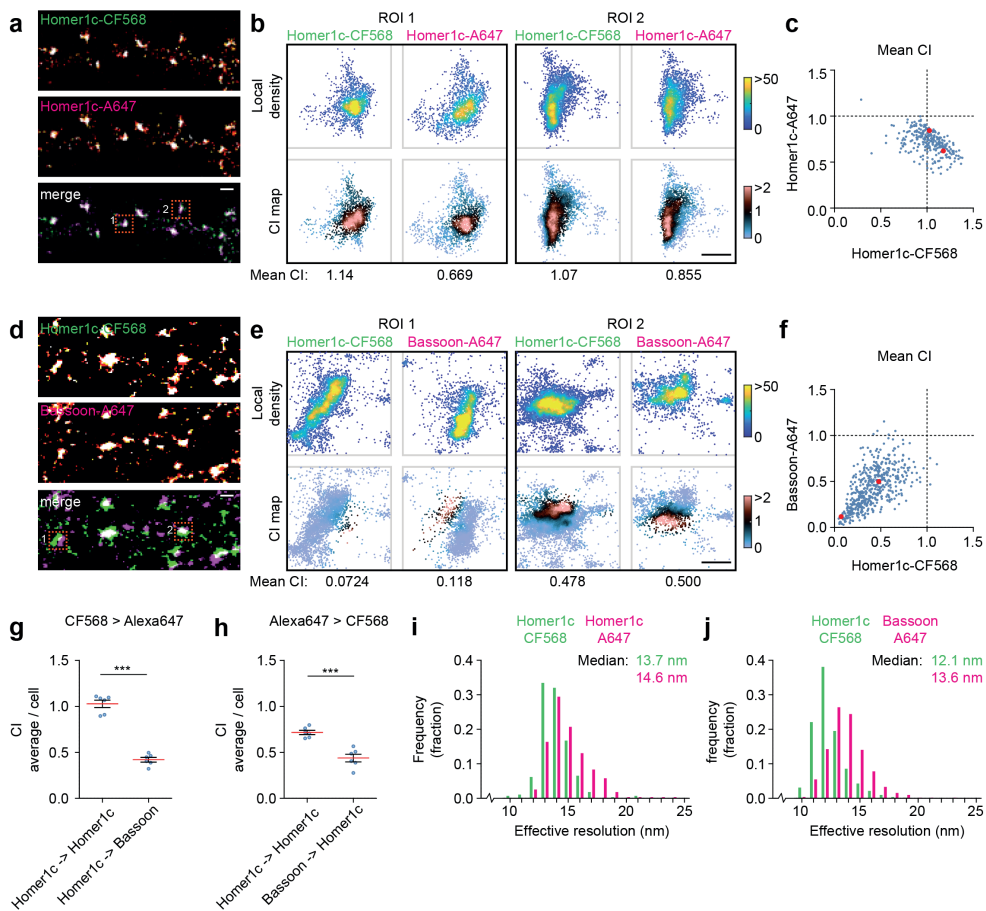 a
Homer1c-CF568
Homer1c-A647
merge
1
2
b
ROI 1
ROI 2
Homer1c-CF568
Homer1c-A647
Homer1c-CF568
Homer1c-A647
Local
density
>50
0
CI map
>2
1
0
Mean CI:
1.14
0.669
1.07
0.855
c
Mean CI
Homer1c-A647
1.5
1.0
0.5
0.0
0.0
0.5
1.0
1.5
Homer1c-CF568
d
Homer1c-CF568
Bassoon-A647
merge
1
2
e
ROI 1
ROI 2
Homer1c-CF568
Bassoon-A647
Homer1c-CF568
Bassoon-A647
Local
density
>50
0
CI map
>2
1
0
Mean CI:
0.0724
0.118
0.478
0.500
f
Mean CI
Bassoon-A647
1.5
1.0
0.5
0.0
0.0
0.5
1.0
1.5
Homer1c-CF568
g
CF568 > Alexa647
CI
average / cell
1.5
1.0
0.5
0.0
***
Homer1c -> Homer1c
Homer1c -> Bassoon
h
Alexa647 > CF568
CI
average / cell
1.5
1.0
0.5
0.0
***
Homer1c -> Homer1c
Bassoon -> Homer1c
i
Homer1c
CF568
Homer1c
A647
Median: 13.7 nm
14.6 nm
Frequency
(fraction)
0.4
0.3
0.2
0.1
0.0
10
15
20
25
Effective resolution (nm)
j
Homer1c
CF568
Bassoon
A647
Median: 12.1 nm
13.6 nm
frequency
(fraction)
0.4
0.3
0.2
0.1
0.0
10
15
20
25
Effective resolution (nm)